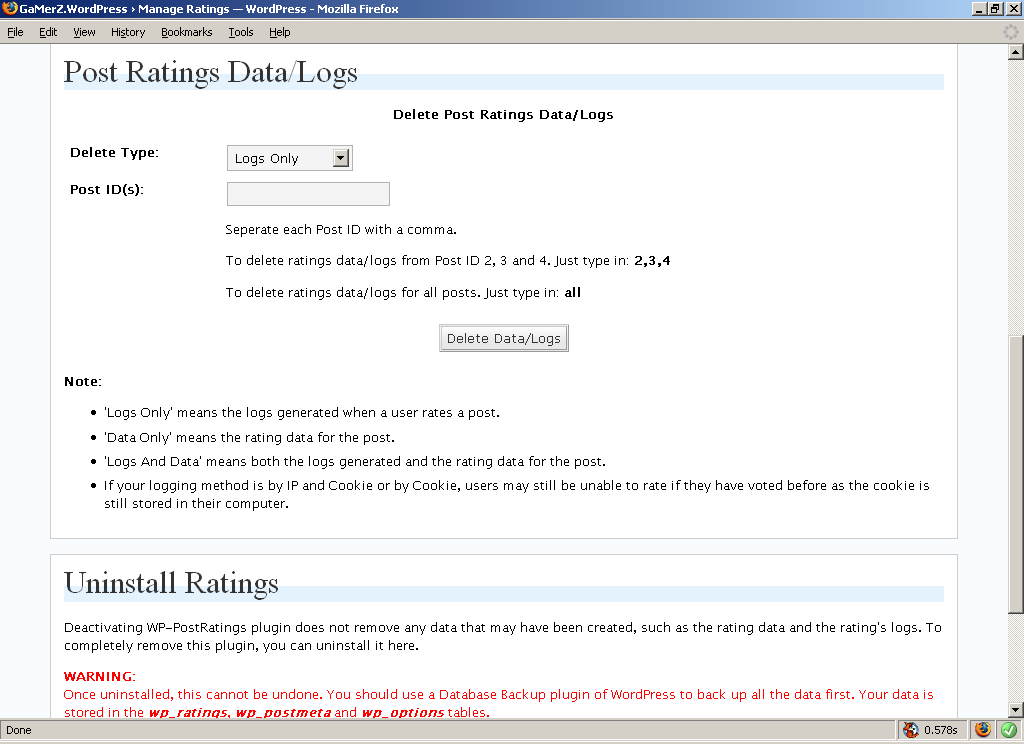 GaMerZ.WordPress › Manage Ratings — WordPress - Mozilla Firefox
File Edit View History Bookmarks Tools Help
Post Ratings Data/Logs
Delete Post Ratings Data/Logs
Delete Type: Logs Only
Post ID(s):
Seperate each Post ID with a comma.
To delete ratings data/logs from Post ID 2, 3 and 4. Just type in: 2,3,4
To delete ratings data/logs for all posts. Just type in: all
Delete Data/Logs
Note:
• 'Logs Only' means the logs generated when a user rates a post.
• 'Data Only' means the rating data for the post.
• 'Logs And Data' means both the logs generated and the rating data for the post.
• If your logging method is by IP and Cookie or by Cookie, users may still be unable to rate if they have voted before as the cookie is
still stored in their computer.
Uninstall Ratings
Deactivating WP-PostRatings plugin does not remove any data that may have been created, such as the rating data and the rating's logs. To
completely remove this plugin, you can uninstall it here.
WARNING:
Once uninstalled, this cannot be undone. You should use a Database Backup plugin of WordPress to back up all the data first. Your data is
stored in the wp_ratings, wp_postmeta and wp_options tables.
Done 0.578s